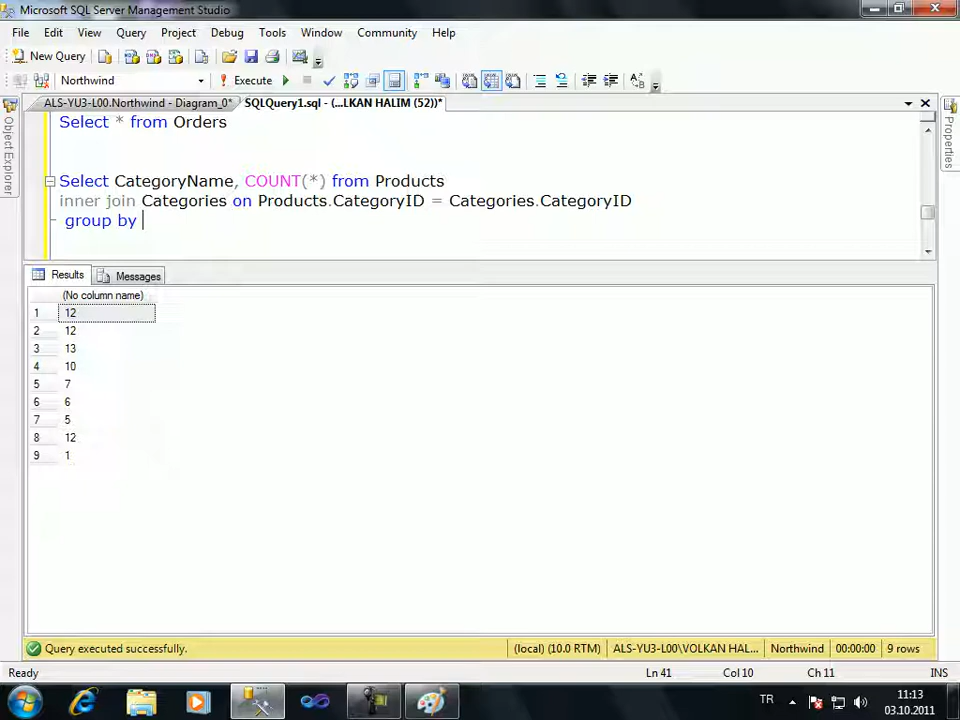 Microsoft SQL Server Management Studio
File Edit View Query Project Debug Tools Window Community Help
New Query
Northwind Execute
ALS-YU3-L00.Northwind - Diagram_0* SQLQuery1.sql - (...LKAN HALIM (52))*
Object Explorer
Properties
Select * from Orders
Select CategoryName, COUNT(*) from Products
inner join Categories on Products.CategoryID = Categories.CategoryID
group by
Results Messages
(No column name)
1 12
2 12
3 13
4 10
5 7
6 6
7 5
8 12
9 1
Query executed successfully. (local) (10.0 RTM) ALS-YU3-L00\VOLKAN HAL... Northwind 00:00:00 9 rows
Ready Ln 41 Col 10 Ch 11 INS
TR 11:13
03.10.2011